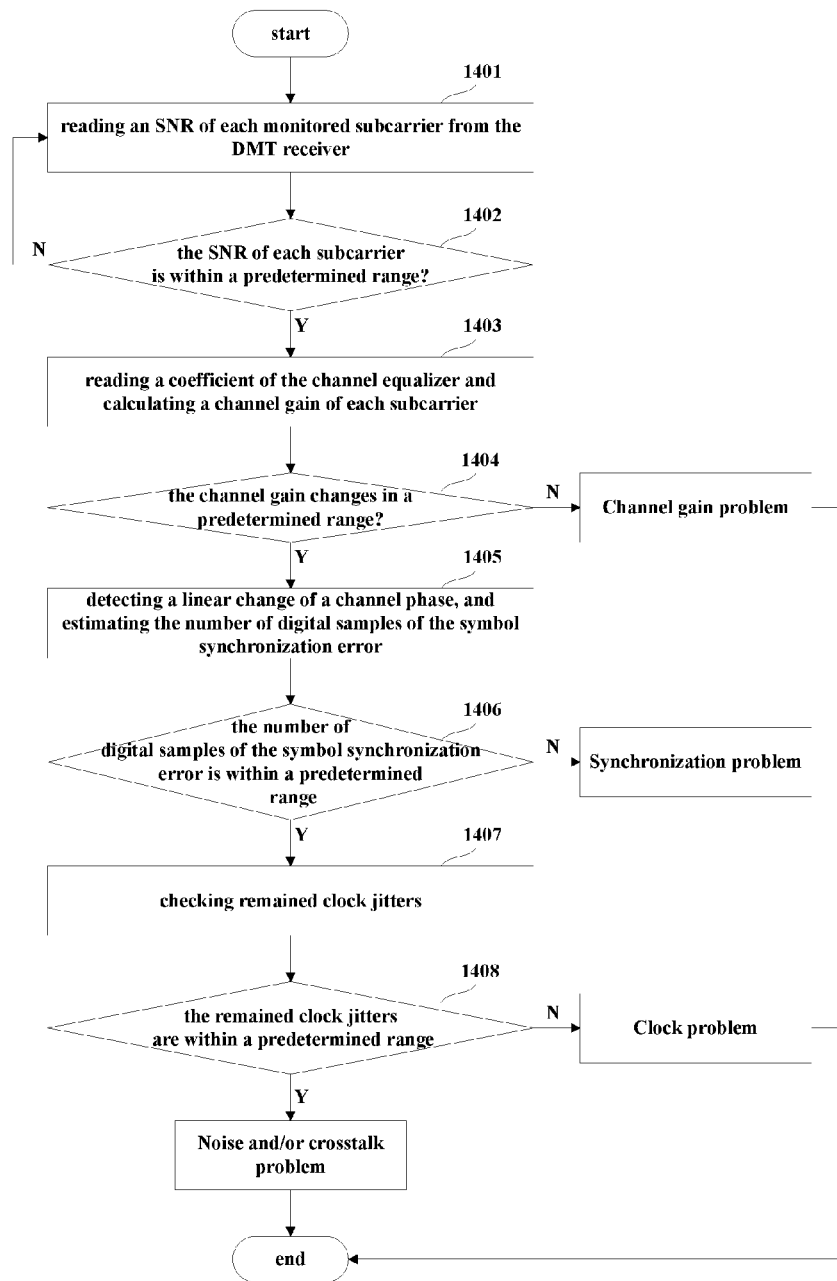 start
1401
reading an SNR of each monitored subcarrier from the
DMT receiver
1402
N
the SNR of each subcarrier
is within a predetermined range?
Y
1403
reading a coefficient of the channel equalizer and
calculating a channel gain of each subcarrier
1404
the channel gain changes in a
predetermined range?
N
Channel gain problem
Y
1405
detecting a linear change of a channel phase, and
estimating the number of digital samples of the symbol
synchronization error
1406
the number of
digital samples of the symbol synchronization
error is within a predetermined
range
N
Synchronization problem
Y
1407
checking remained clock jitters
1408
the remained clock jitters
are within a predetermined range
N
Clock problem
Y
Noise and/or crosstalk
problem
end